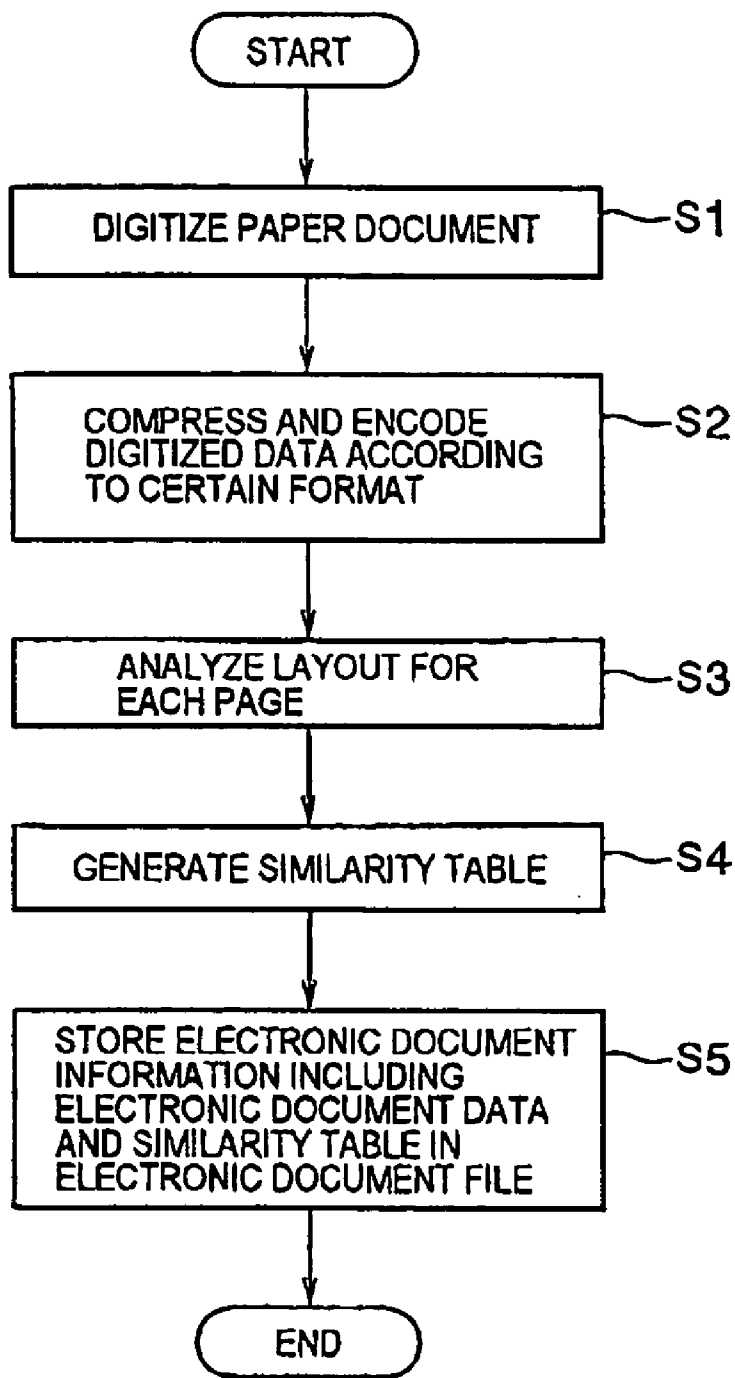 START
DIGITIZE PAPER DOCUMENT
S1
COMPRESS AND ENCODE
DIGITIZED DATA ACCORDING
TO CERTAIN FORMAT
S2
ANALYZE LAYOUT FOR
EACH PAGE
S3
GENERATE SIMILARITY TABLE
S4
STORE ELECTRONIC DOCUMENT
INFORMATION INCLUDING
ELECTRONIC DOCUMENT DATA
AND SIMILARITY TABLE IN
ELECTRONIC DOCUMENT FILE
S5
END